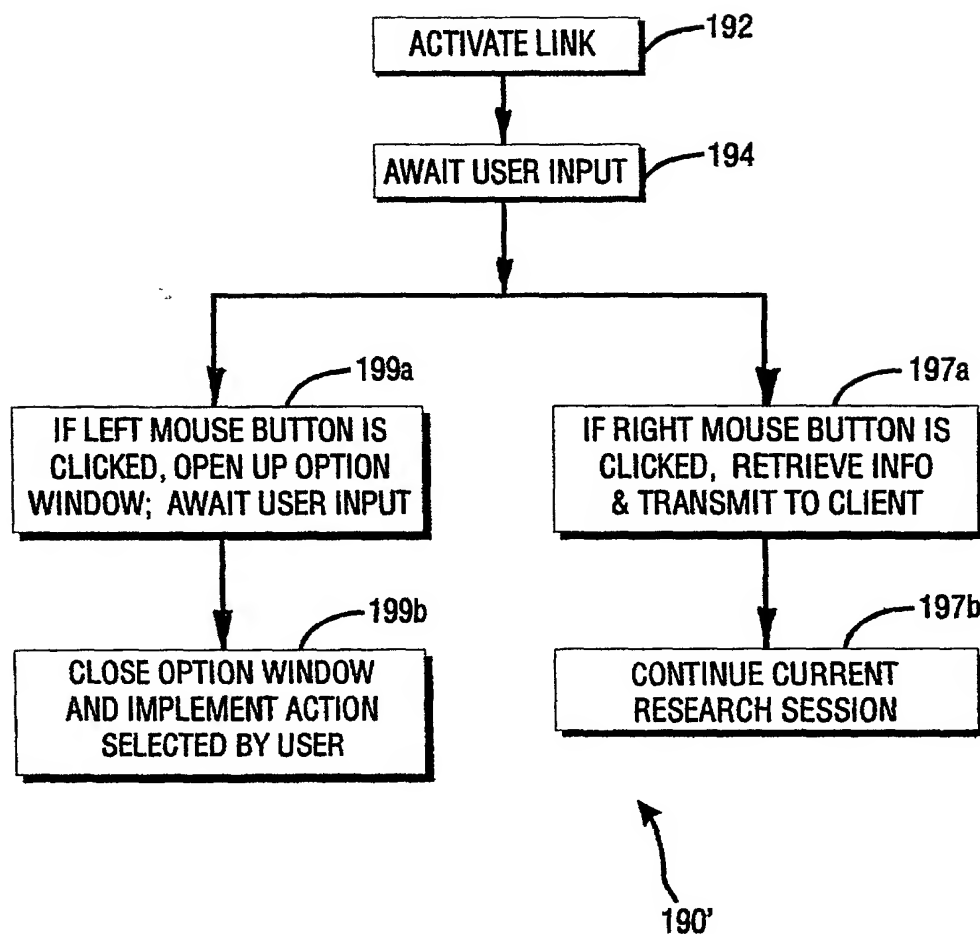 ACTIVATE LINK
192
AWAIT USER INPUT
194
199a
IF LEFT MOUSE BUTTON IS
CLICKED, OPEN UP OPTION
WINDOW; AWAIT USER INPUT
197a
IF RIGHT MOUSE BUTTON IS
CLICKED, RETRIEVE INFO
& TRANSMIT TO CLIENT
199b
CLOSE OPTION WINDOW
AND IMPLEMENT ACTION
SELECTED BY USER
197b
CONTINUE CURRENT
RESEARCH SESSION
190'